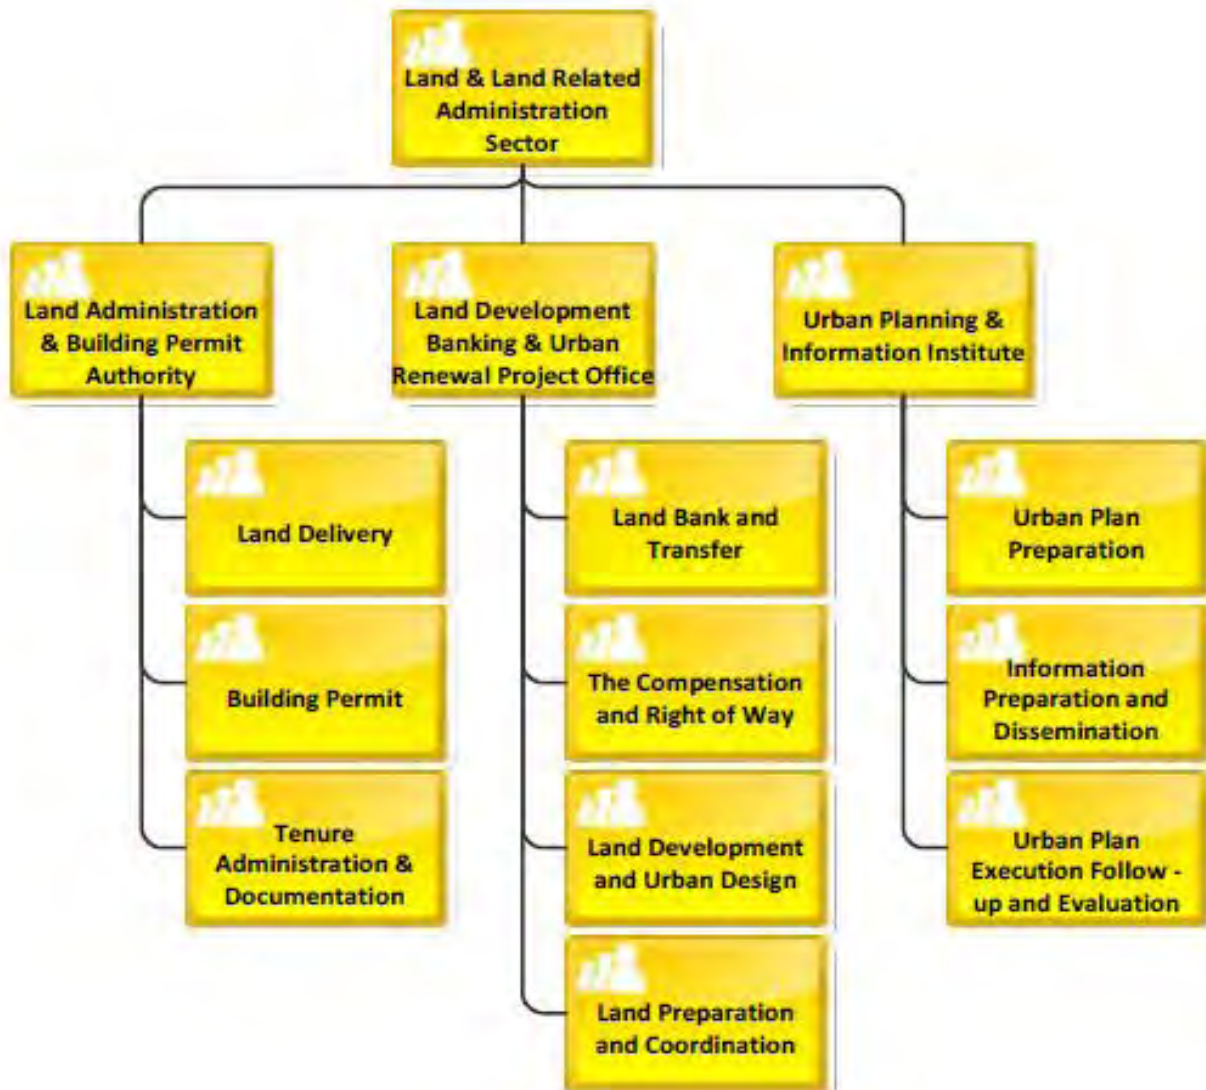 Land & Land Related
Administration
Sector
Land Administration
& Building Permit
Authority
Land Development
Banking & Urban
Renewal Project Office
Urban Planning &
Information Institute
Land Delivery
Building Permit
Tenure
Administration &
Documentation
Land Bank and
Transfer
The Compensation
and Right of Way
Land Development
and Urban Design
Land Preparation
and Coordination
Urban Plan
Preparation
Information
Preparation and
Dissemination
Urban Plan
Execution Follow -
up and Evaluation